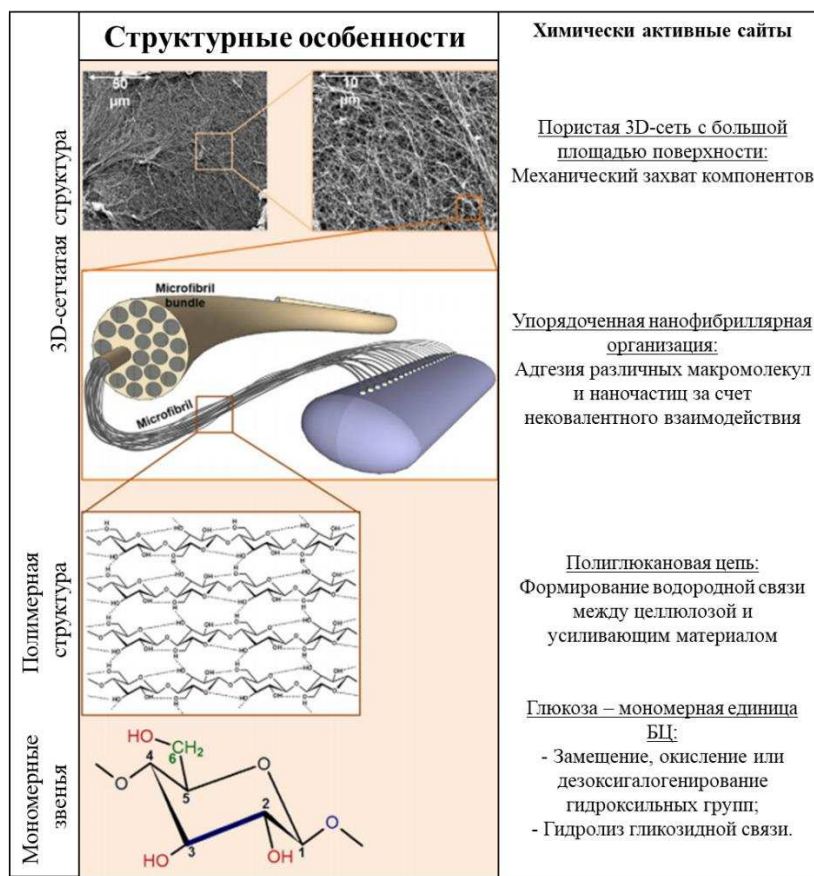 Структурные особенности
Химически активные сайты
3D-сетчатая структура
50
μm
10
μm
Пористая 3D-сеть с большой
площадью поверхности:
Механический захват компонентов
Microfibril
bundle
Microfibril
Упорядоченная нанофибриллярная
организация:
Адгезия различных макромолекул
и наночастиц за счет
нековалентного взаимодействия
Полимерная
структура
Полиглюкановая цепь:
Формирование водородной связи
между целлюлозой и
усиливающим материалом
Мономерные
звенья
HO
CH2
6
4
O
5
O
2
1
O
HO
3
OH
Глюкоза – мономерная единица
БЦ:
- Замещение, окисление или
дезоксигалогенирование
гидроксильных групп;
- Гидролиз гликозидной связи.